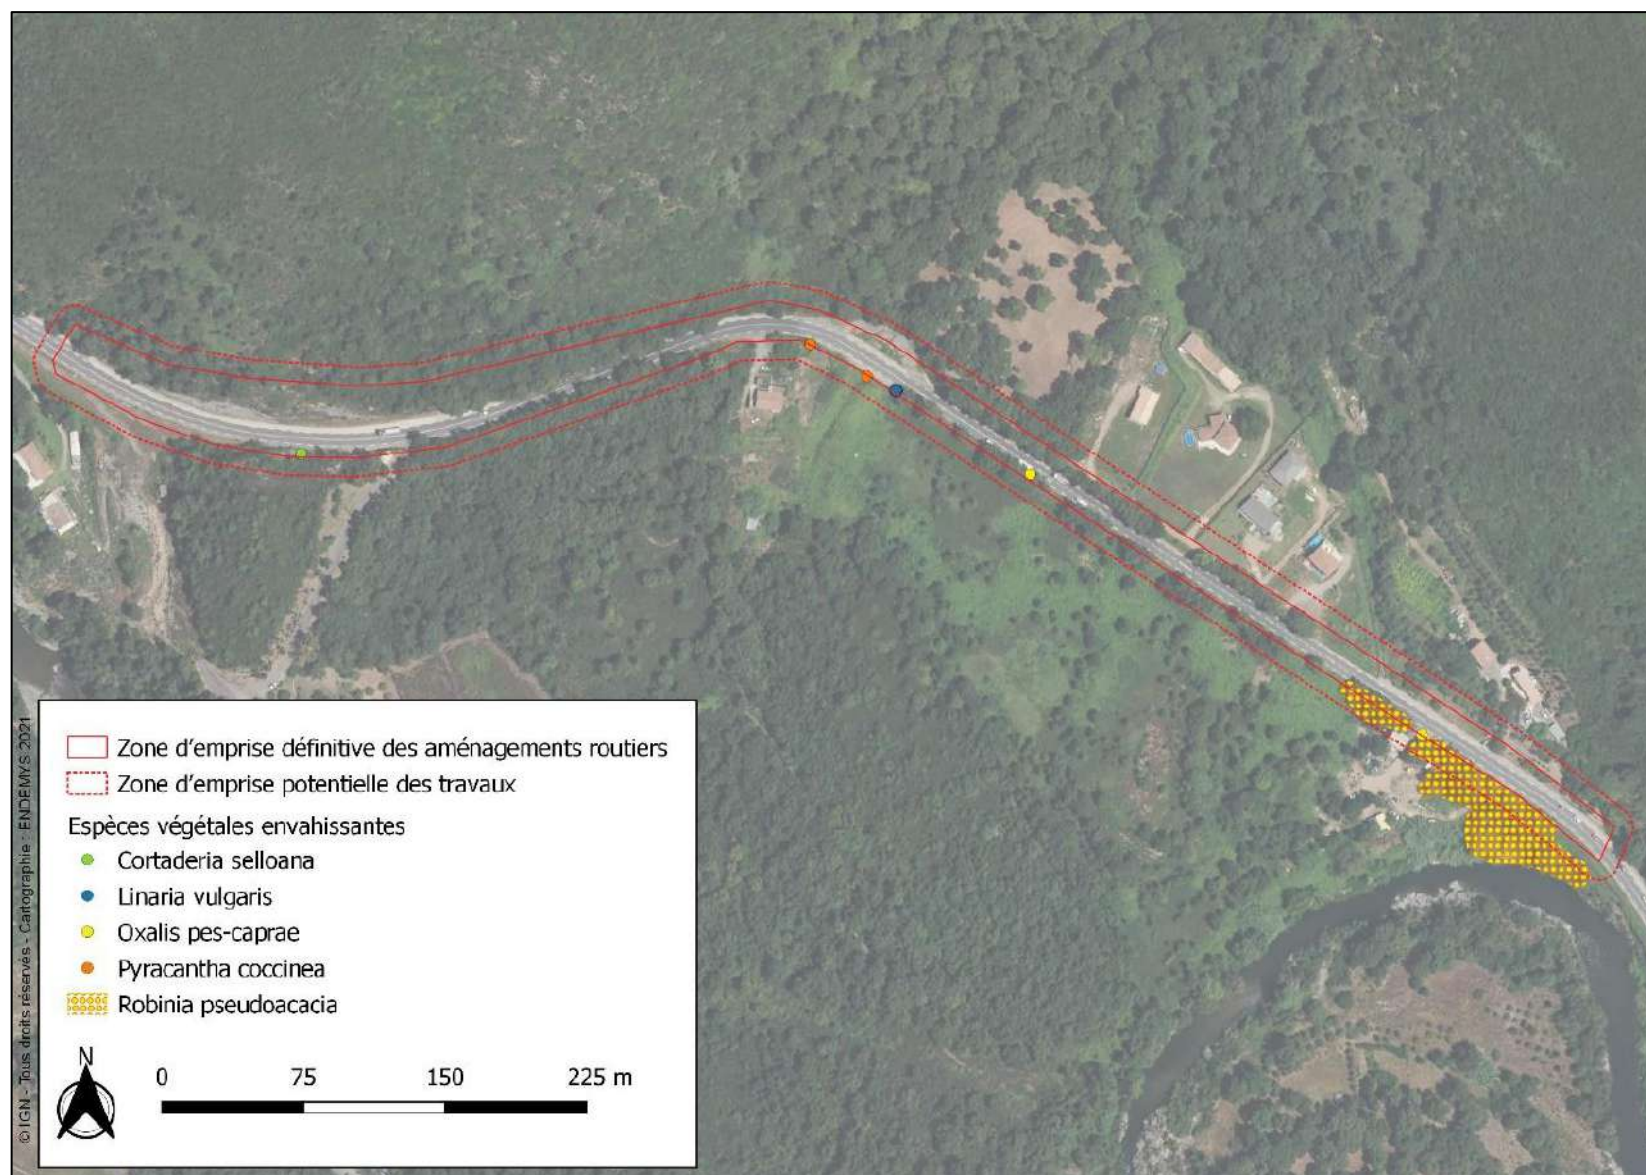 Zone d'emprise définitive des aménagements routiers
Zone d'emprise potentielle des travaux
Espèces végétales envahissantes
Cortaderia selloana
Linaria vulgaris
Oxalis pes-caprae
Pyracantha coccinea
Robinia pseudoacacia
N
0 75 150 225 m
© IGN - Tous droits réservés - Cartographie : ENDEMYS 2021